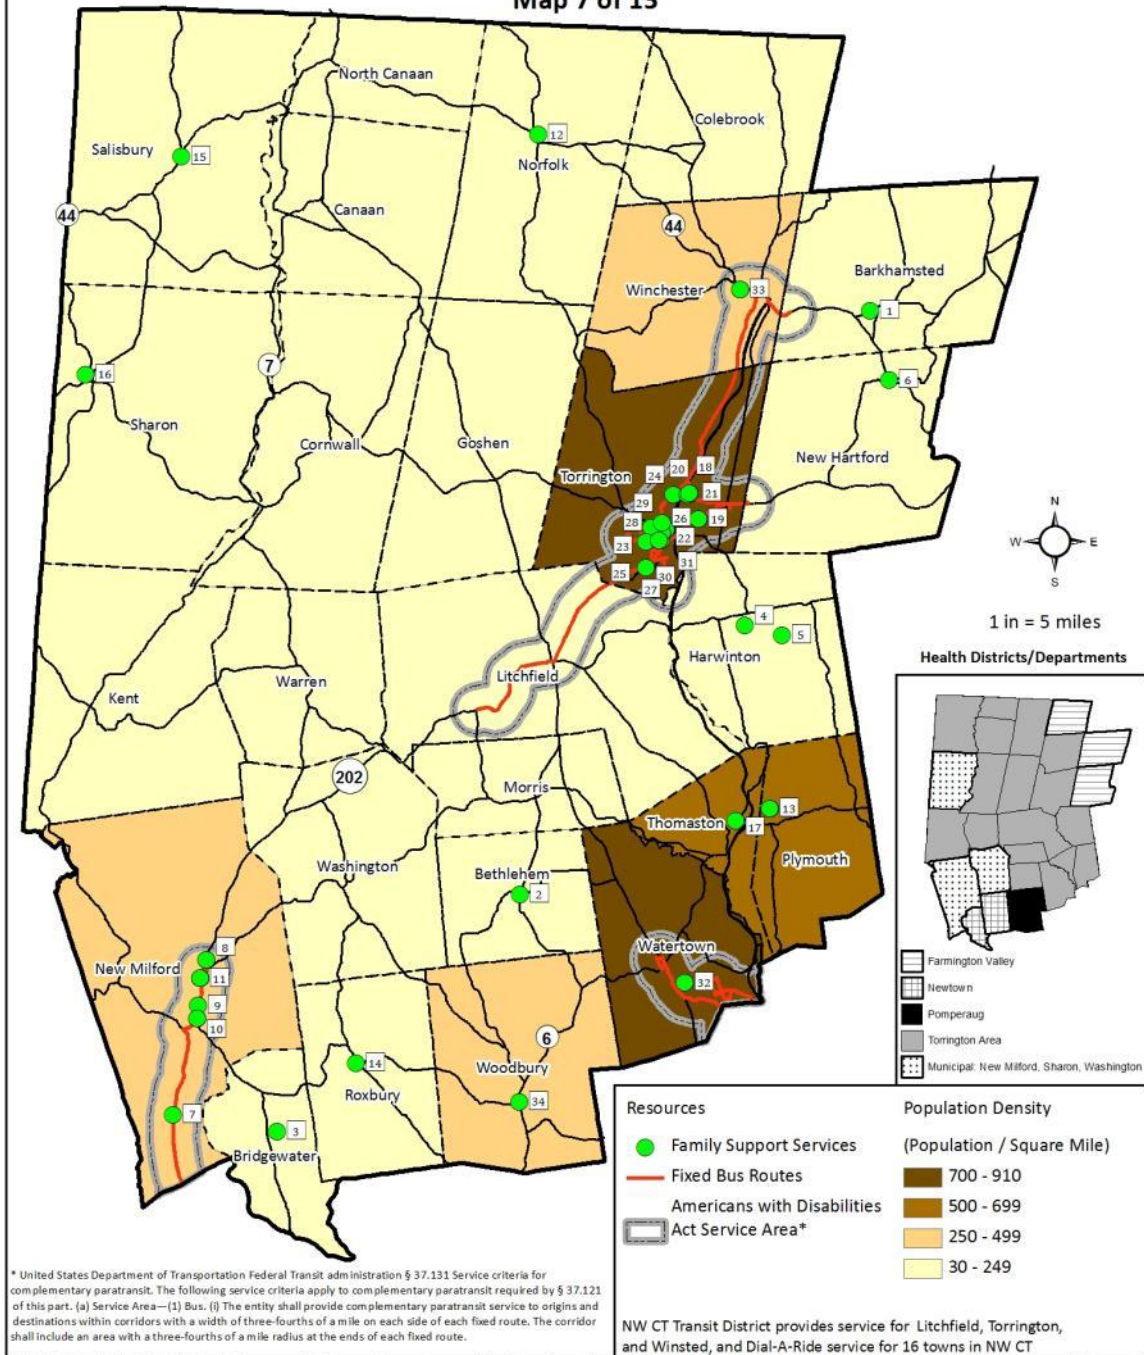 Map 7 of 13
North Canaan
Colebrook
12
Salisbury
15
Norfolk
Canaan
44
44
Barkhamsted
Winchester
33
1
7
16
6
Sharon
Cornwall
Goshen
New Hartford
Torrington
24
20
18
29
21
28
26
19
23
22
25
30
31
27
N
W
E
S
1 in = 5 miles
4
5
Harwinton
Health Districts/Departments
Litchfield
Warren
Kent
202
Morris
Thomaston
13
17
Plymouth
Washington
Bethlehem
2
Watertown
32
8
New Milford
11
9
10
Farmington Valley
Newtown
Pomperaug
Torrington Area
Municipal: New Milford, Sharon, Washington
6
14
Woodbury
Roxbury
34
7
3
Bridgewater
Resources
Family Support Services
Fixed Bus Routes
Americans with Disabilities
Act Service Area*
Population Density
(Population / Square Mile)
700 - 910
500 - 699
250 - 499
30 - 249
* United States Department of Transportation Federal Transit administration § 37.131 Service criteria for
complementary paratransit. The following service criteria apply to complementary paratransit required by § 37.121
of this part. (a) Service Area—(1) Bus. (i) The entity shall provide complementary paratransit service to origins and
destinations within corridors with a width of three-fourths of a mile on each side of each fixed route. The corridor
shall include an area with a three-fourths of a mile radius at the ends of each fixed route.
NW CT Transit District provides service for Litchfield, Torrington,
and Winsted, and Dial-A-Ride service for 16 towns in NW CT